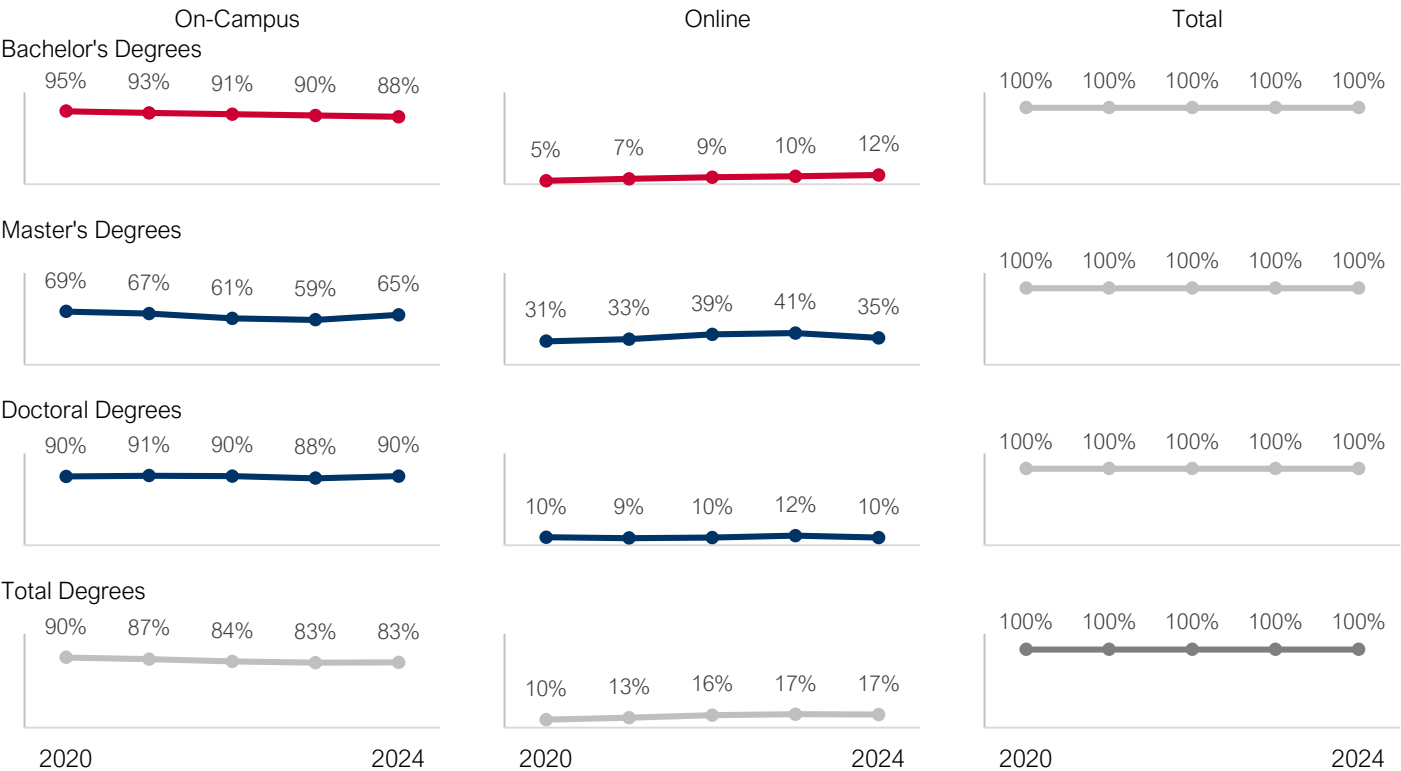 On-Campus Online Total
Bachelor's Degrees
95% 93% 91% 90% 88% 5% 7% 9% 10% 12% 100% 100% 100% 100% 100%
Master's Degrees
69% 67% 61% 59% 65% 31% 33% 39% 41% 35% 100% 100% 100% 100% 100%
Doctoral Degrees
90% 91% 90% 88% 90% 10% 9% 10% 12% 10% 100% 100% 100% 100% 100%
Total Degrees
90% 87% 84% 83% 83% 10% 13% 16% 17% 17% 100% 100% 100% 100% 100%
2020 2024 2020 2024 2020 2024